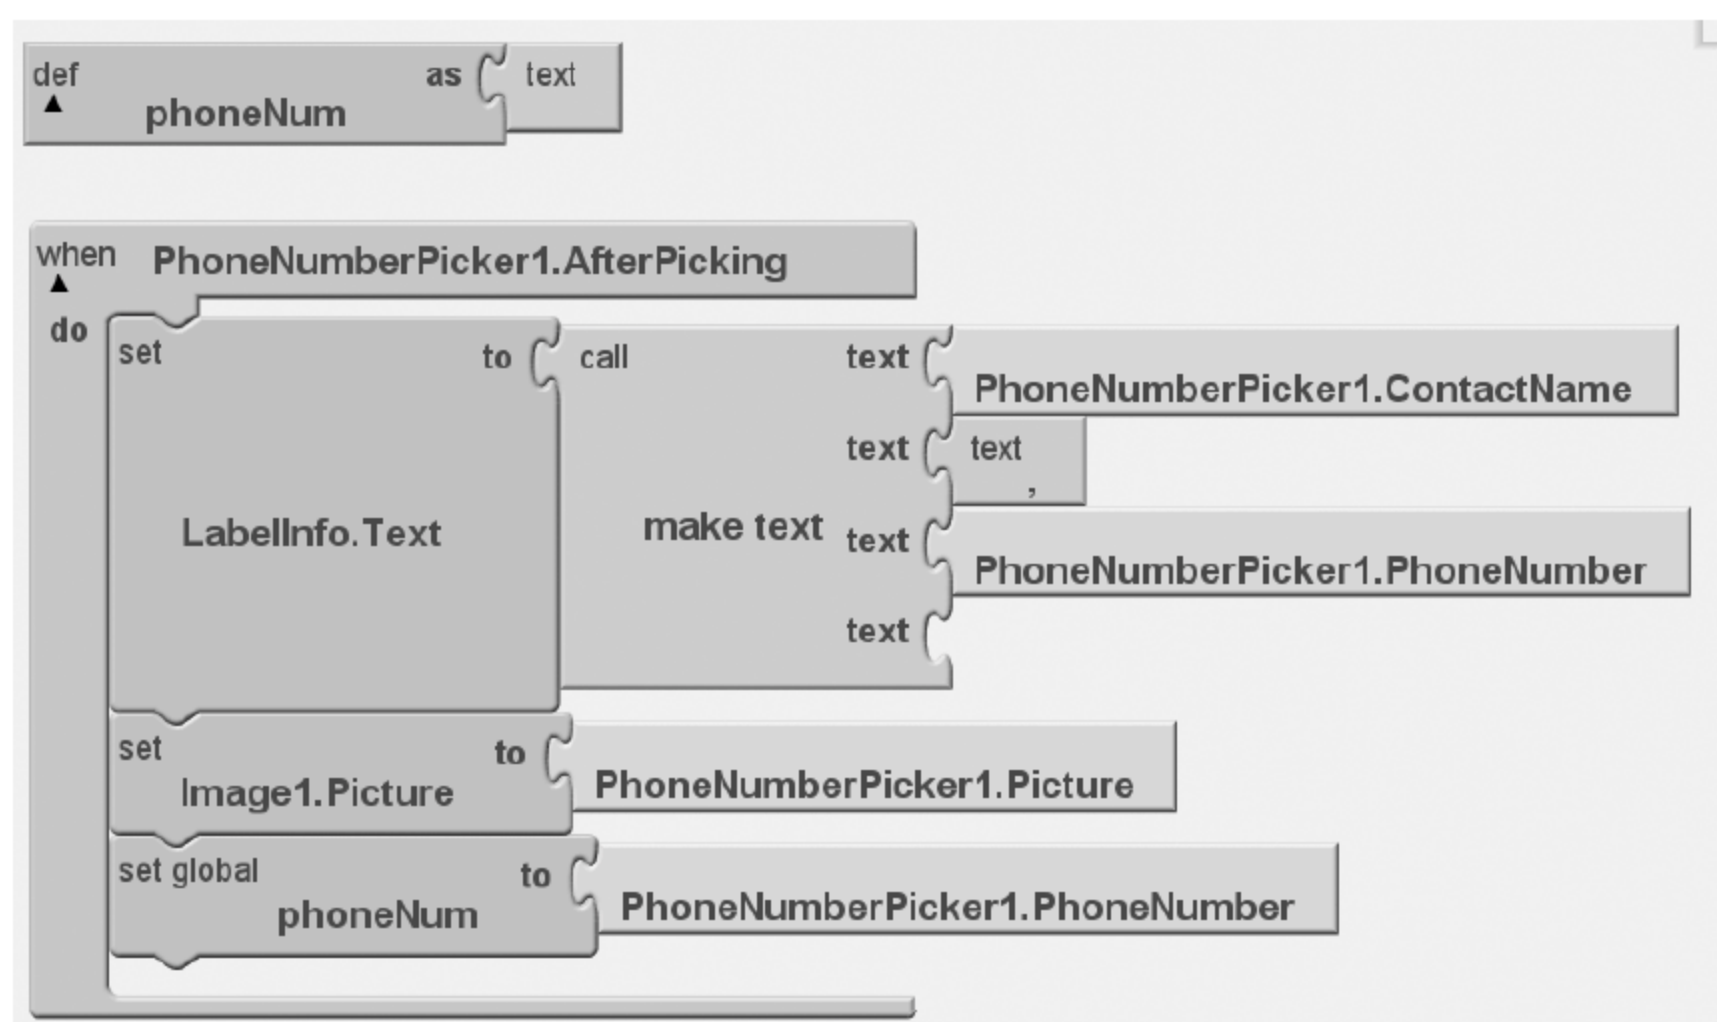 def as text
phoneNum
when PhoneNumberPicker1.AfterPicking
do
set to call text
PhoneNumberPicker1.ContactName
text text
,
LabelInfo.Text make text text
PhoneNumberPicker1.PhoneNumber
text
set to
Image1.Picture PhoneNumberPicker1.Picture
set global to
phoneNum PhoneNumberPicker1.PhoneNumber